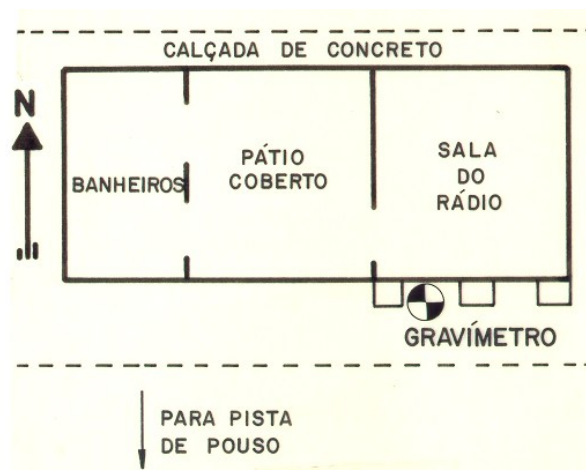 CALÇADA DE CONCRETO
N
BANHEIROS
PÁTIO
COBERTO
SALA
DO
RÁDIO
GRAVÍMETRO
PARA PISTA
DE POUSO